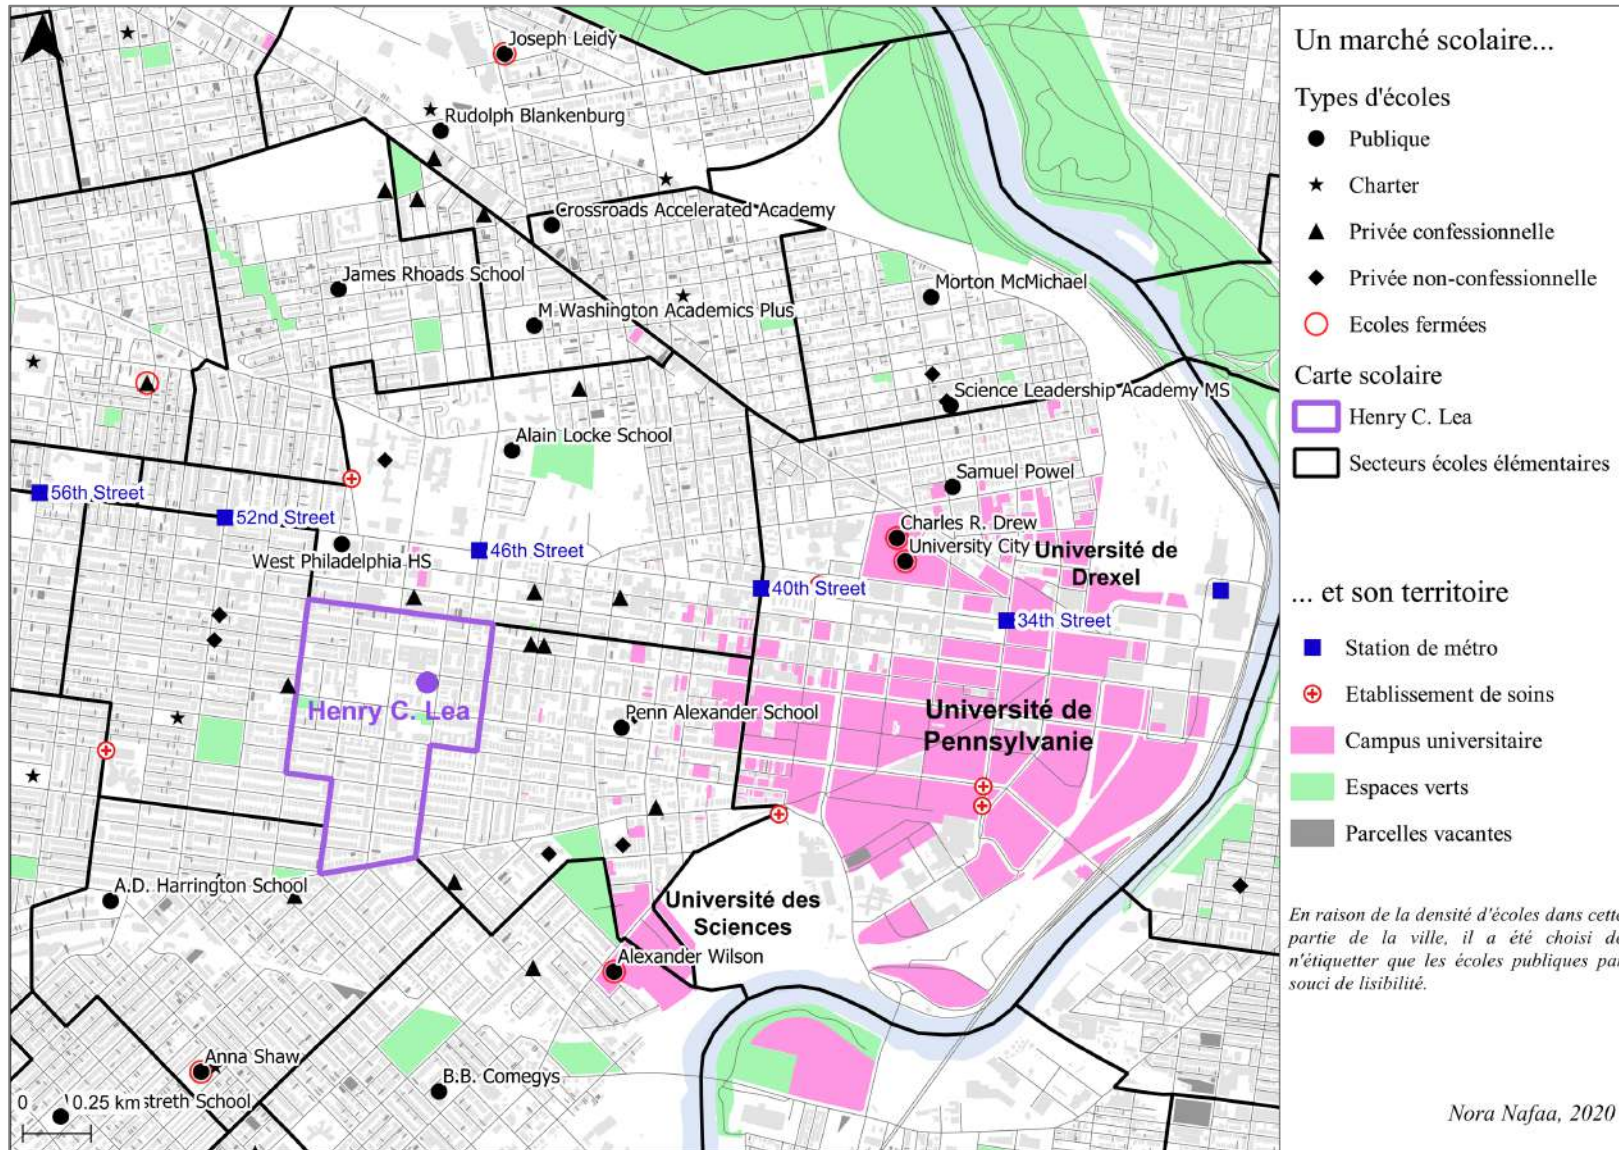 Joseph Leidy
Rudolph Blankenburg
Crossroads Accelerated Academy
James Rhoads School
Morton McMichael
M Washington Academics Plus
Science Leadership Academy MS
Alain Locke School
Samuel Powel
56th Street
52nd Street
Charles R. Drew
University City
Université de
Drexel
West Philadelphia HS
46th Street
40th Street
34th Street
Henry C. Lea
Penn Alexander School
Université de
Pennsylvanie
A.D. Harrington School
Université des
Sciences
Alexander Wilson
Anna Shaw
B.B. Comegys
0
0.25 km
School
Un marché scolaire...
Types d'écoles
Publique
Charter
Privée confessionnelle
Privée non-confessionnelle
Ecoles fermées
Carte scolaire
Henry C. Lea
Secteurs écoles élémentaires
... et son territoire
Station de métro
Etablissement de soins
Campus universitaire
Espaces verts
Parcelles vacantes
En raison de la densité d'écoles dans cette
partie de la ville, il a été choisi de
n'étiquetter que les écoles publiques par
souci de lisibilité.
Nora Nafaa, 2020